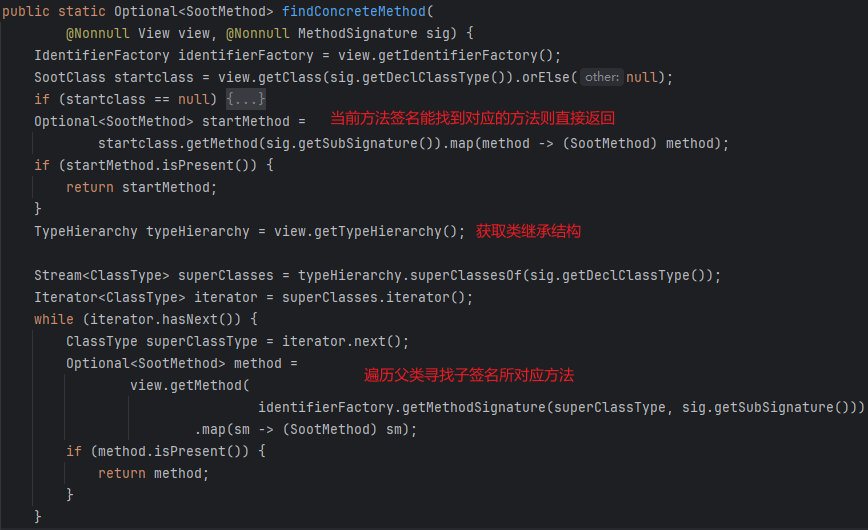 public static Optional<SootMethod> findConcreteMethod(
@Nonnull View view, @Nonnull MethodSignature sig) {
IdentifierFactory identifierFactory = view.getIdentifierFactory();
SootClass startclass = view.getClass(sig.getDeclClassType()).orElse( other: null);
if (startclass == null) {...}
Optional<SootMethod> startMethod = 当前方法签名能找到对应的方法则直接返回
startclass.getMethod(sig.getSubSignature()).map(method -> (SootMethod) method);
if (startMethod.isPresent()) {
return startMethod;
}
TypeHierarchy typeHierarchy = view.getTypeHierarchy(); 获取类继承结构
Stream<ClassType> superClasses = typeHierarchy.superClassesOf(sig.getDeclClassType());
Iterator<ClassType> iterator = superClasses.iterator();
while (iterator.hasNext()) {
ClassType superClassType = iterator.next();
Optional<SootMethod> method = 遍历父类寻找子签名所对应方法
view.getMethod(
identifierFactory.getMethodSignature(superClassType, sig.getSubSignature()))
.map(sm -> (SootMethod) sm);
if (method.isPresent()) {
return method;
}
}